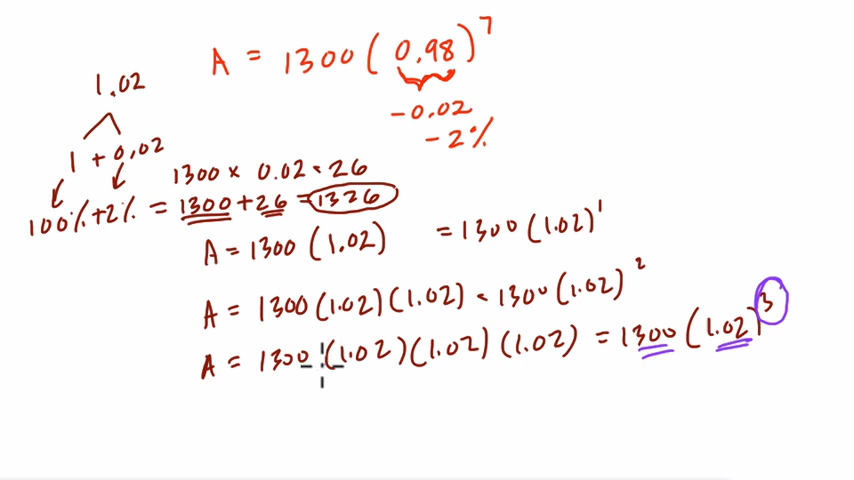 A = 1300 ( 0.98 )⁷
1.02
-0.02
-2%
1 + 0.02
1300 × 0.02 = 26
100% + 2% = 1300 + 26 = 1326
A = 1300 (1.02) = 1300 (1.02)¹
A = 1300 (1.02) (1.02) = 1300 (1.02)²
A = 1300 (1.02) (1.02) (1.02) = 1300 (1.02)³